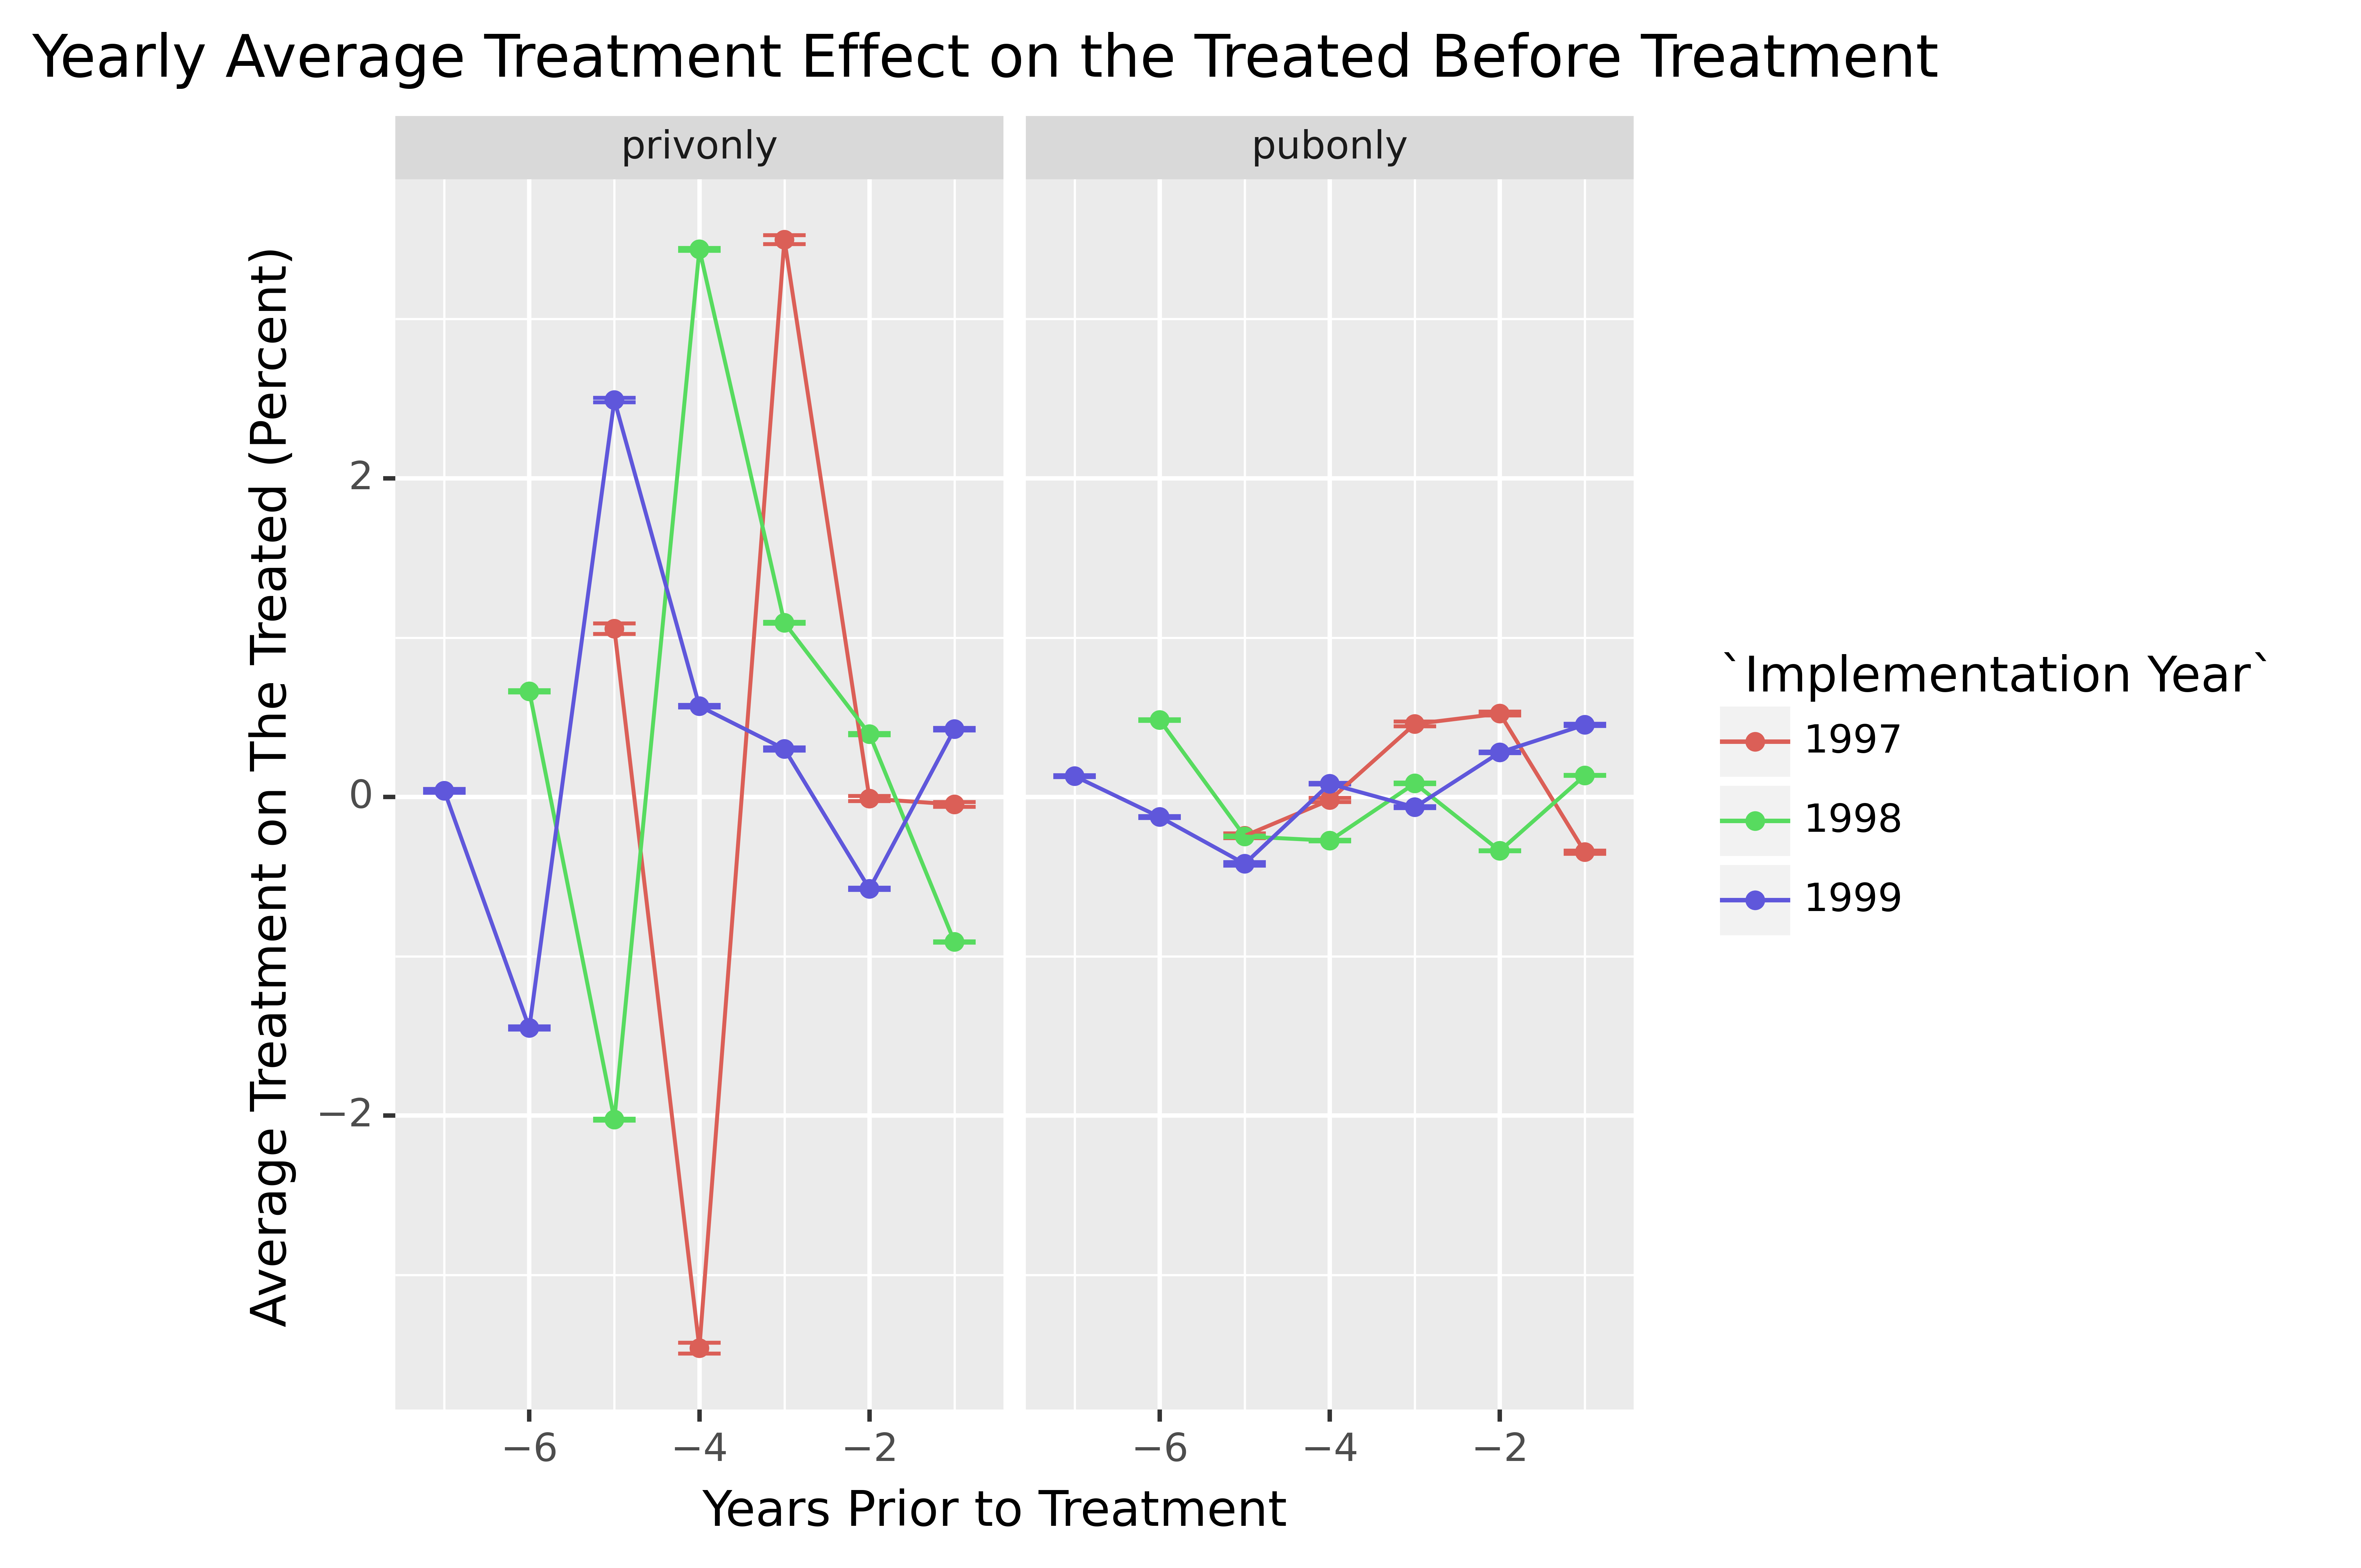 Yearly Average Treatment Effect on the Treated Before Treatment
privonly
pubonly
Average Treatment on The Treated (Percent)
2
0
−2
−6
−4
−2
−6
−4
−2
Years Prior to Treatment
`Implementation Year`
1997
1998
1999